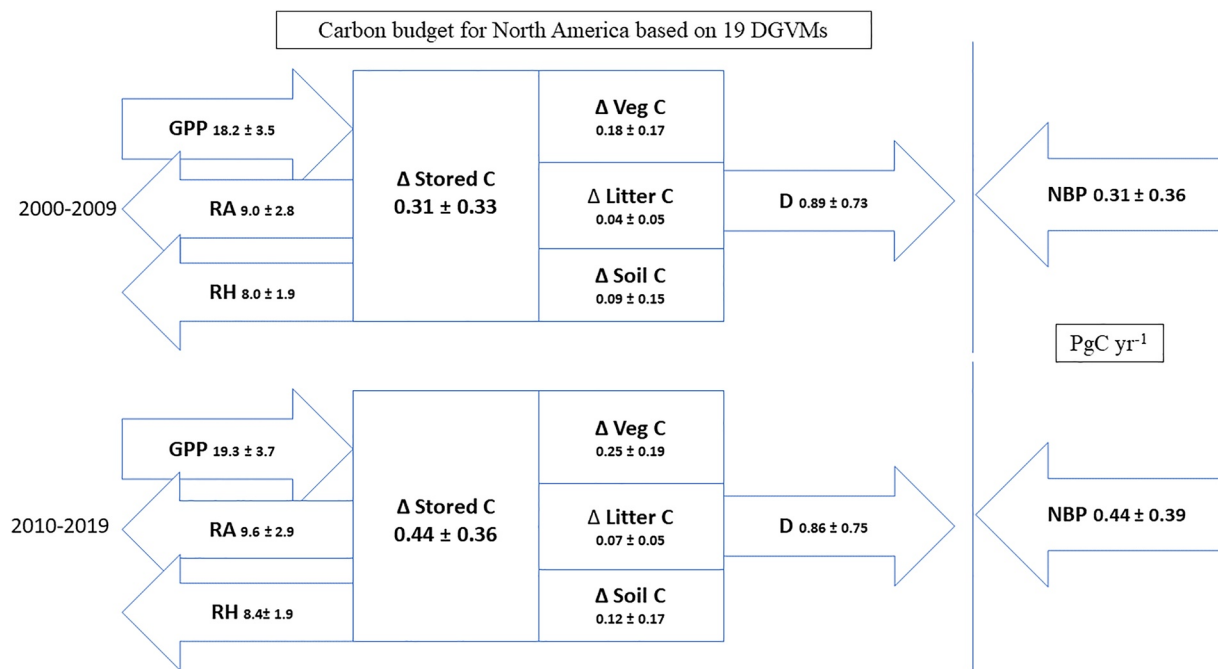 Carbon budget for North America based on 19 DGVMs
2000-2009
GPP 18.2 ± 3.5
RA 9.0 ± 2.8
RH 8.0 ± 1.9
Δ Stored C
0.31 ± 0.33
Δ Veg C
0.18 ± 0.17
Δ Litter C
0.04 ± 0.05
Δ Soil C
0.09 ± 0.15
D 0.89 ± 0.73
NBP 0.31 ± 0.36
PgC yr⁻¹
2010-2019
GPP 19.3 ± 3.7
RA 9.6 ± 2.9
RH 8.4± 1.9
Δ Stored C
0.44 ± 0.36
Δ Veg C
0.25 ± 0.19
Δ Litter C
0.07 ± 0.05
Δ Soil C
0.12 ± 0.17
D 0.86 ± 0.75
NBP 0.44 ± 0.39